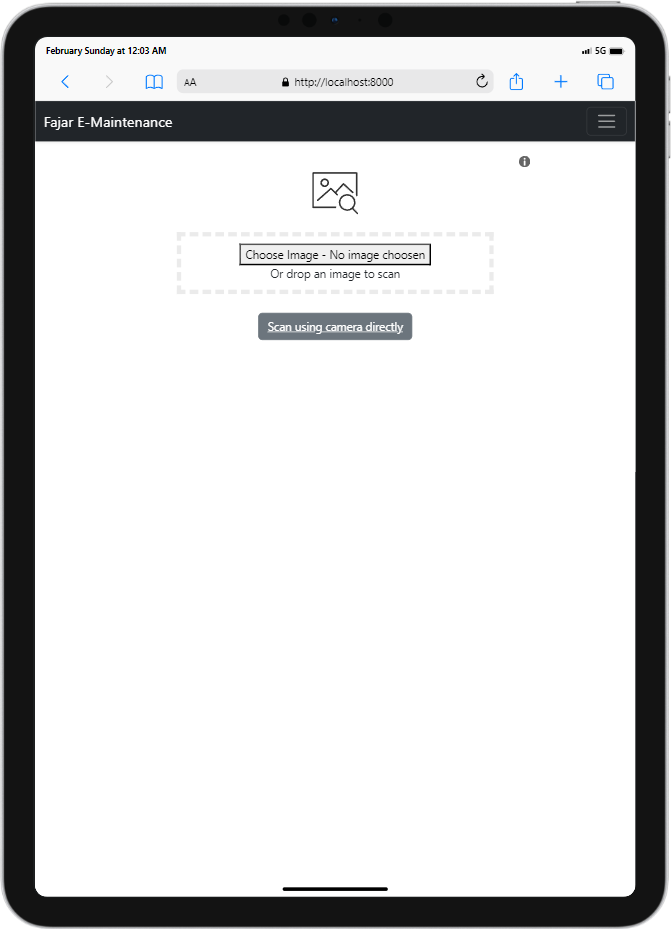 February Sunday at 12:03 AM
5G
AA
http://localhost:8000
Fajar E-Maintenance
Choose Image - No image choosen
Or drop an image to scan
Scan using camera directly